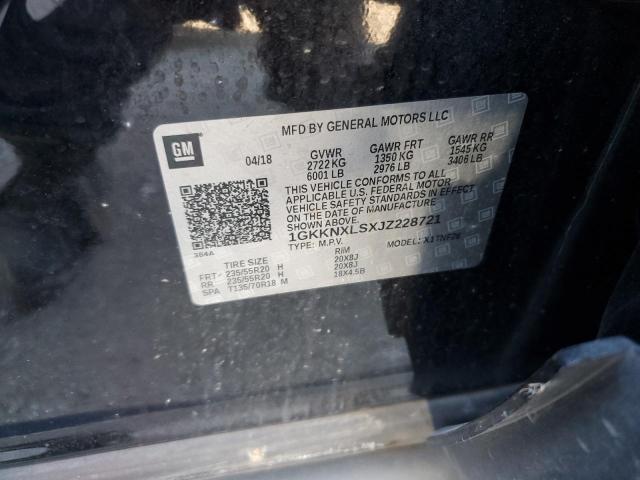 GM
MFD BY GENERAL MOTORS LLC
04/18 GVWR GAWR FRT GAWR RR
2722 KG 1350 KG 1545 KG
6001 LB 2976 LB 3406 LB
THIS VEHICLE CONFORMS TO ALL
APPLICABLE U.S. FEDERAL MOTOR
VEHICLE SAFETY STANDARDS IN EFFECT
ON THE DATE OF MANUFACTURE
SHOWN ABOVE.
1GKKNXLSXJZ228721
TYPE: M.P.V. MODEL: X1TNF26
364A
TIRE SIZE RIM
FRT 235/55R20 H 20X8J
RR 235/55R20 H 20X8J
SPA T135/70R18 M 18X4.5B